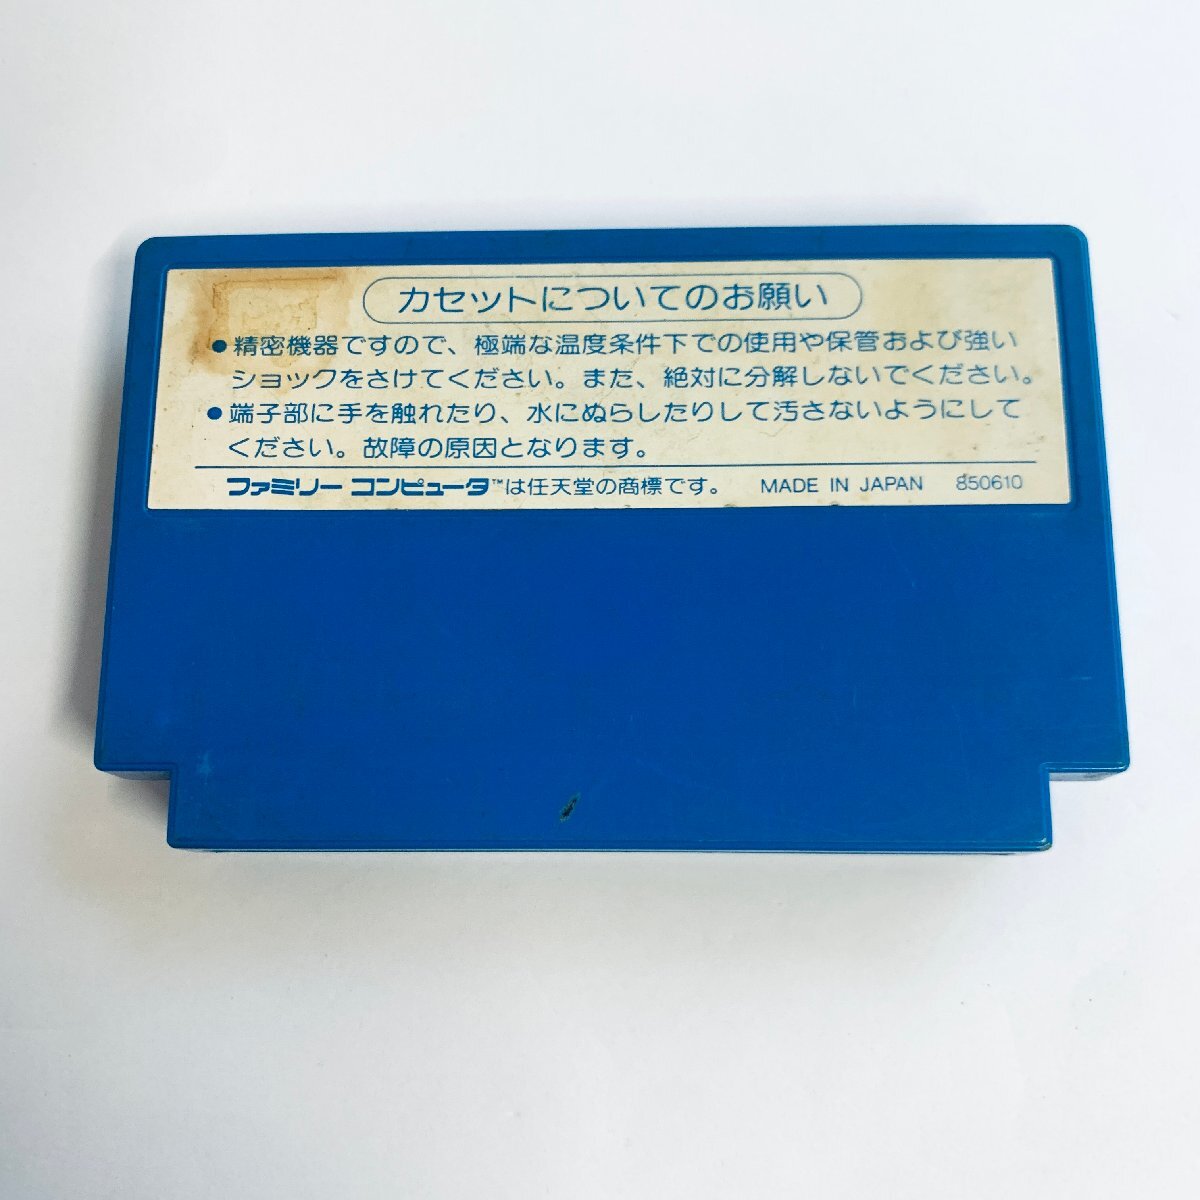 カセットについてのお願い
●精密機器ですので、極端な温度条件下での使用や保管および強い
ショックをさけてください。また、絶対に分解しないでください。
●端子部に手を触れたり、水にぬらしたりして汚さないようにして
ください。故障の原因となります。
ファミリー コンピュータ™は任天堂の商標です。 MADE IN JAPAN 850610